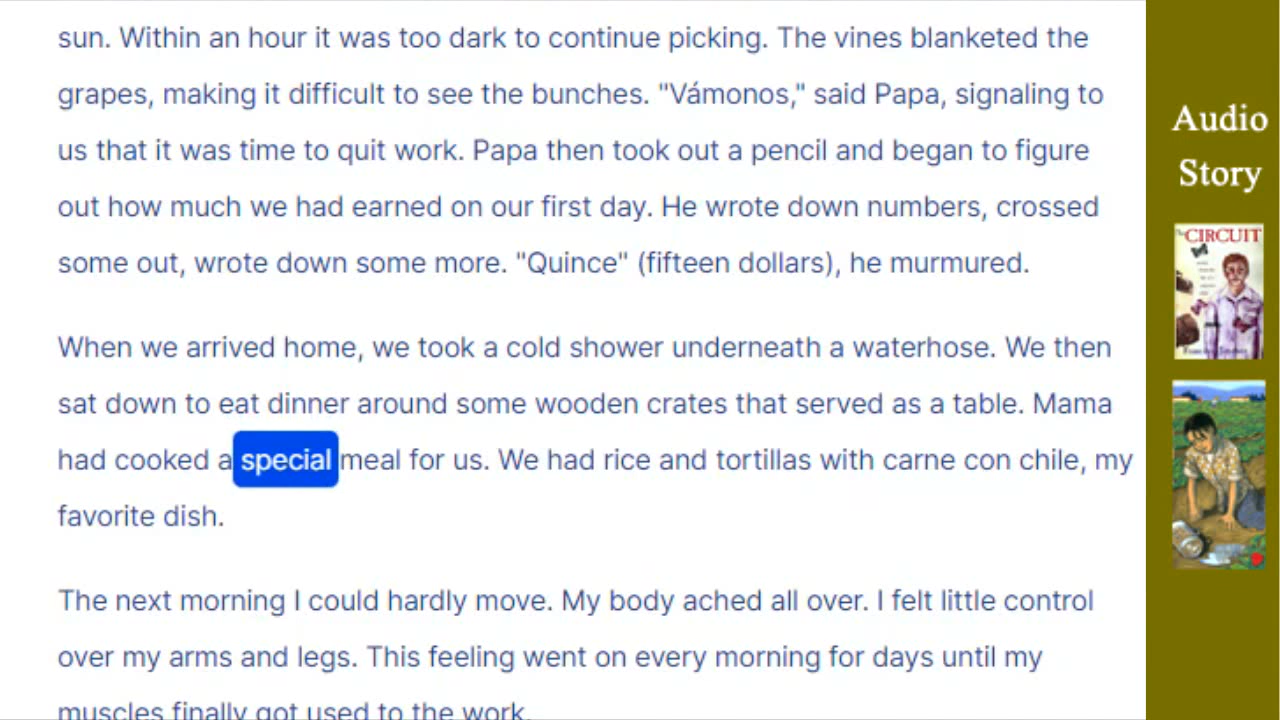 sun. Within an hour it was too dark to continue picking. The vines blanketed the
grapes, making it difficult to see the bunches. "Vámonos," said Papa, signaling to
us that it was time to quit work. Papa then took out a pencil and began to figure
out how much we had earned on our first day. He wrote down numbers, crossed
some out, wrote down some more. "Quince" (fifteen dollars), he murmured.
When we arrived home, we took a cold shower underneath a waterhose. We then
sat down to eat dinner around some wooden crates that served as a table. Mama
had cooked a special meal for us. We had rice and tortillas with carne con chile, my
favorite dish.
The next morning I could hardly move. My body ached all over. I felt little control
over my arms and legs. This feeling went on every morning for days until my
muscles finally got used to the work.
Audio
Story
The CIRCUIT